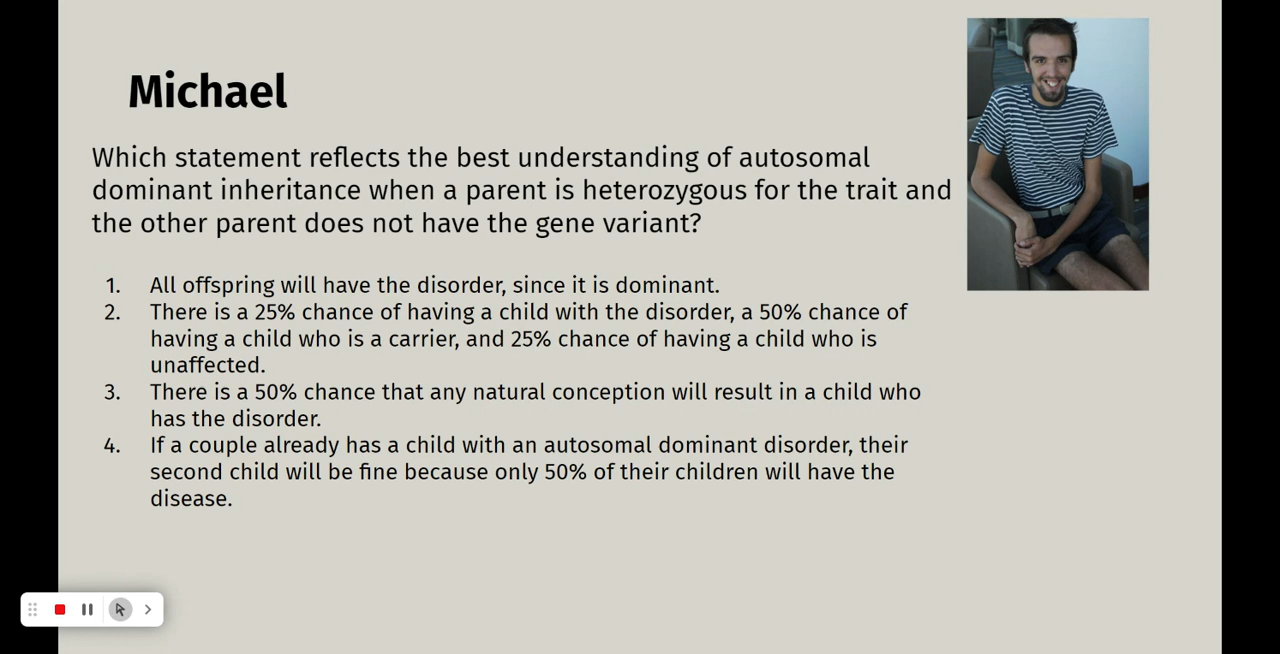 Michael
Which statement reflects the best understanding of autosomal
dominant inheritance when a parent is heterozygous for the trait and
the other parent does not have the gene variant?
1. All offspring will have the disorder, since it is dominant.
2. There is a 25% chance of having a child with the disorder, a 50% chance of
having a child who is a carrier, and 25% chance of having a child who is
unaffected.
3. There is a 50% chance that any natural conception will result in a child who
has the disorder.
4. If a couple already has a child with an autosomal dominant disorder, their
second child will be fine because only 50% of their children will have the
disease.